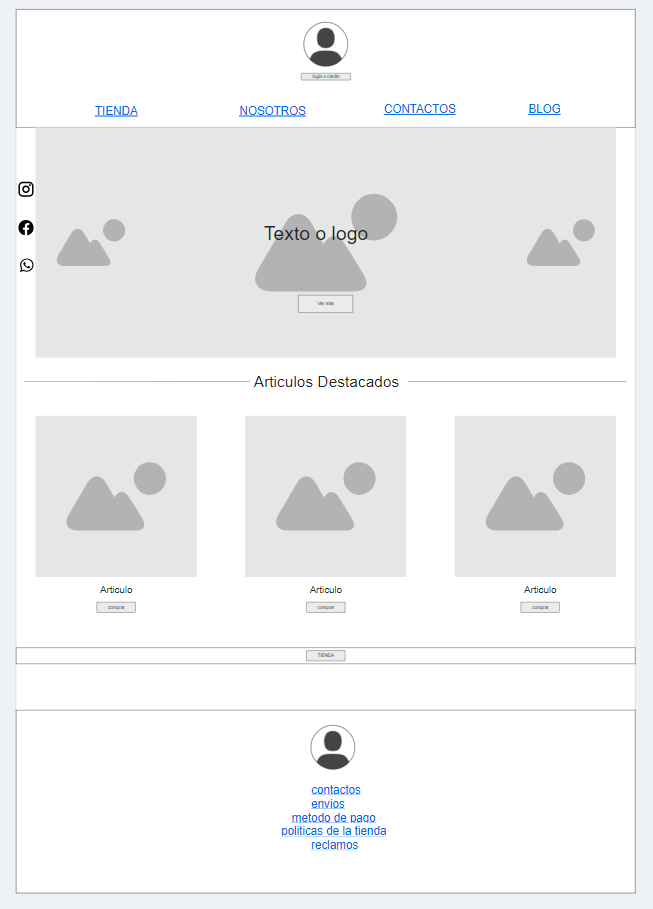 login o carrito
TIENDA NOSOTROS CONTACTOS BLOG
Texto o logo
Ver más
Articulos Destacados
Articulo Articulo Articulo
comprar comprar comprar
TIENDA
contactos
envios
metodo de pago
politicas de la tienda
reclamos